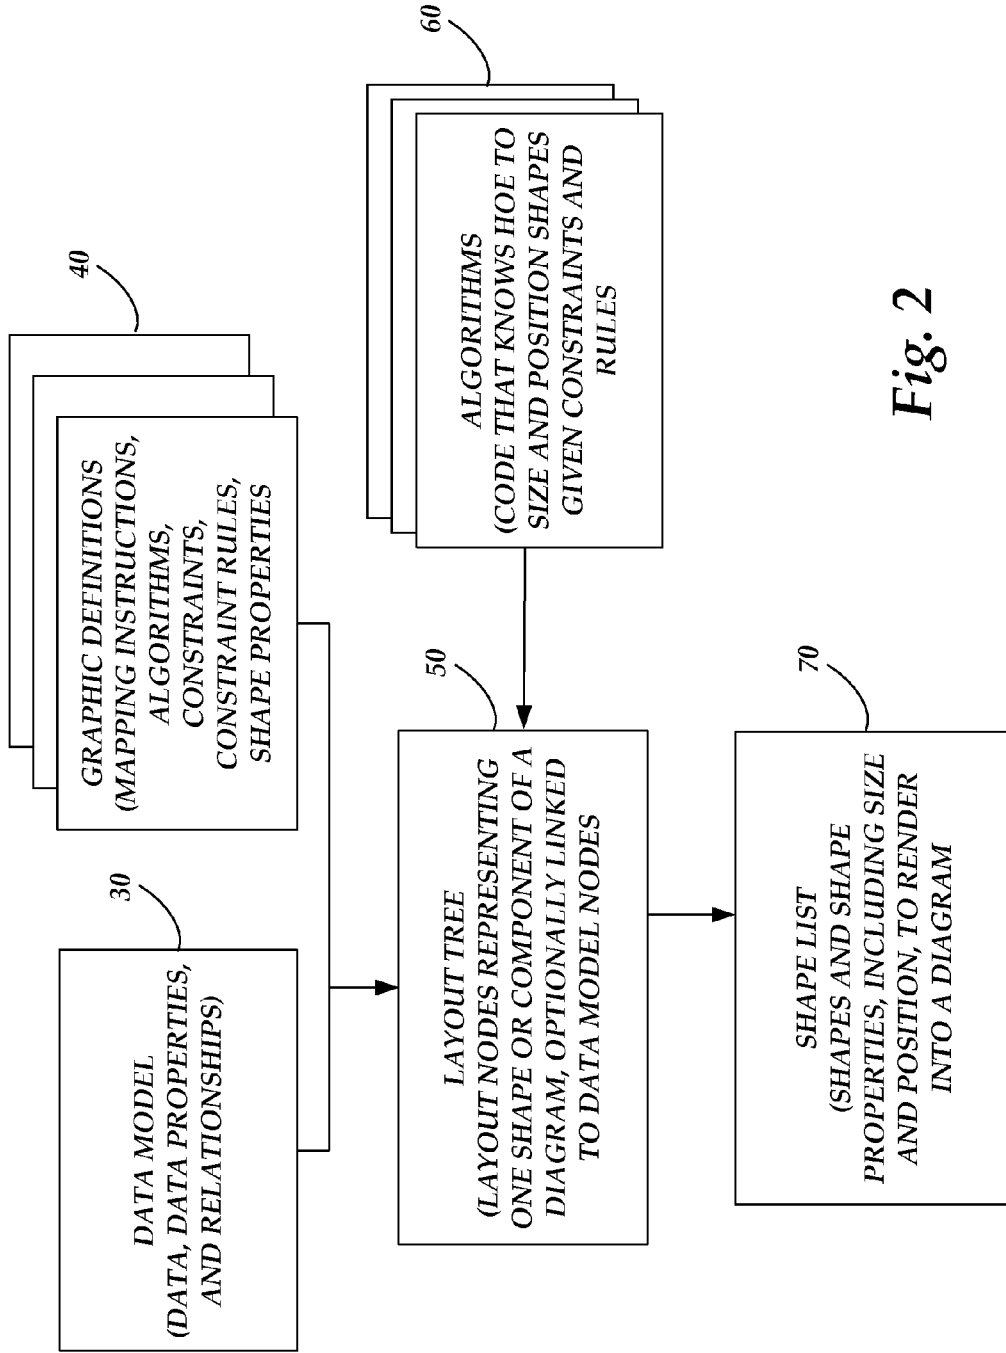 30
DATA MODEL
(DATA, DATA PROPERTIES,
AND RELATIONSHIPS)
40
GRAPHIC DEFINITIONS
(MAPPING INSTRUCTIONS,
ALGORITHMS,
CONSTRAINTS,
CONSTRAINT RULES,
SHAPE PROPERTIES
50
LAYOUT TREE
(LAYOUT NODES REPRESENTING
ONE SHAPE OR COMPONENT OF A
DIAGRAM, OPTIONALLY LINKED
TO DATA MODEL NODES
60
ALGORITHMS
(CODE THAT KNOWS HOE TO
SIZE AND POSITION SHAPES
GIVEN CONSTRAINTS AND
RULES
70
SHAPE LIST
(SHAPES AND SHAPE
PROPERTIES, INCLUDING SIZE
AND POSITION, TO RENDER
INTO A DIAGRAM
Fig. 2